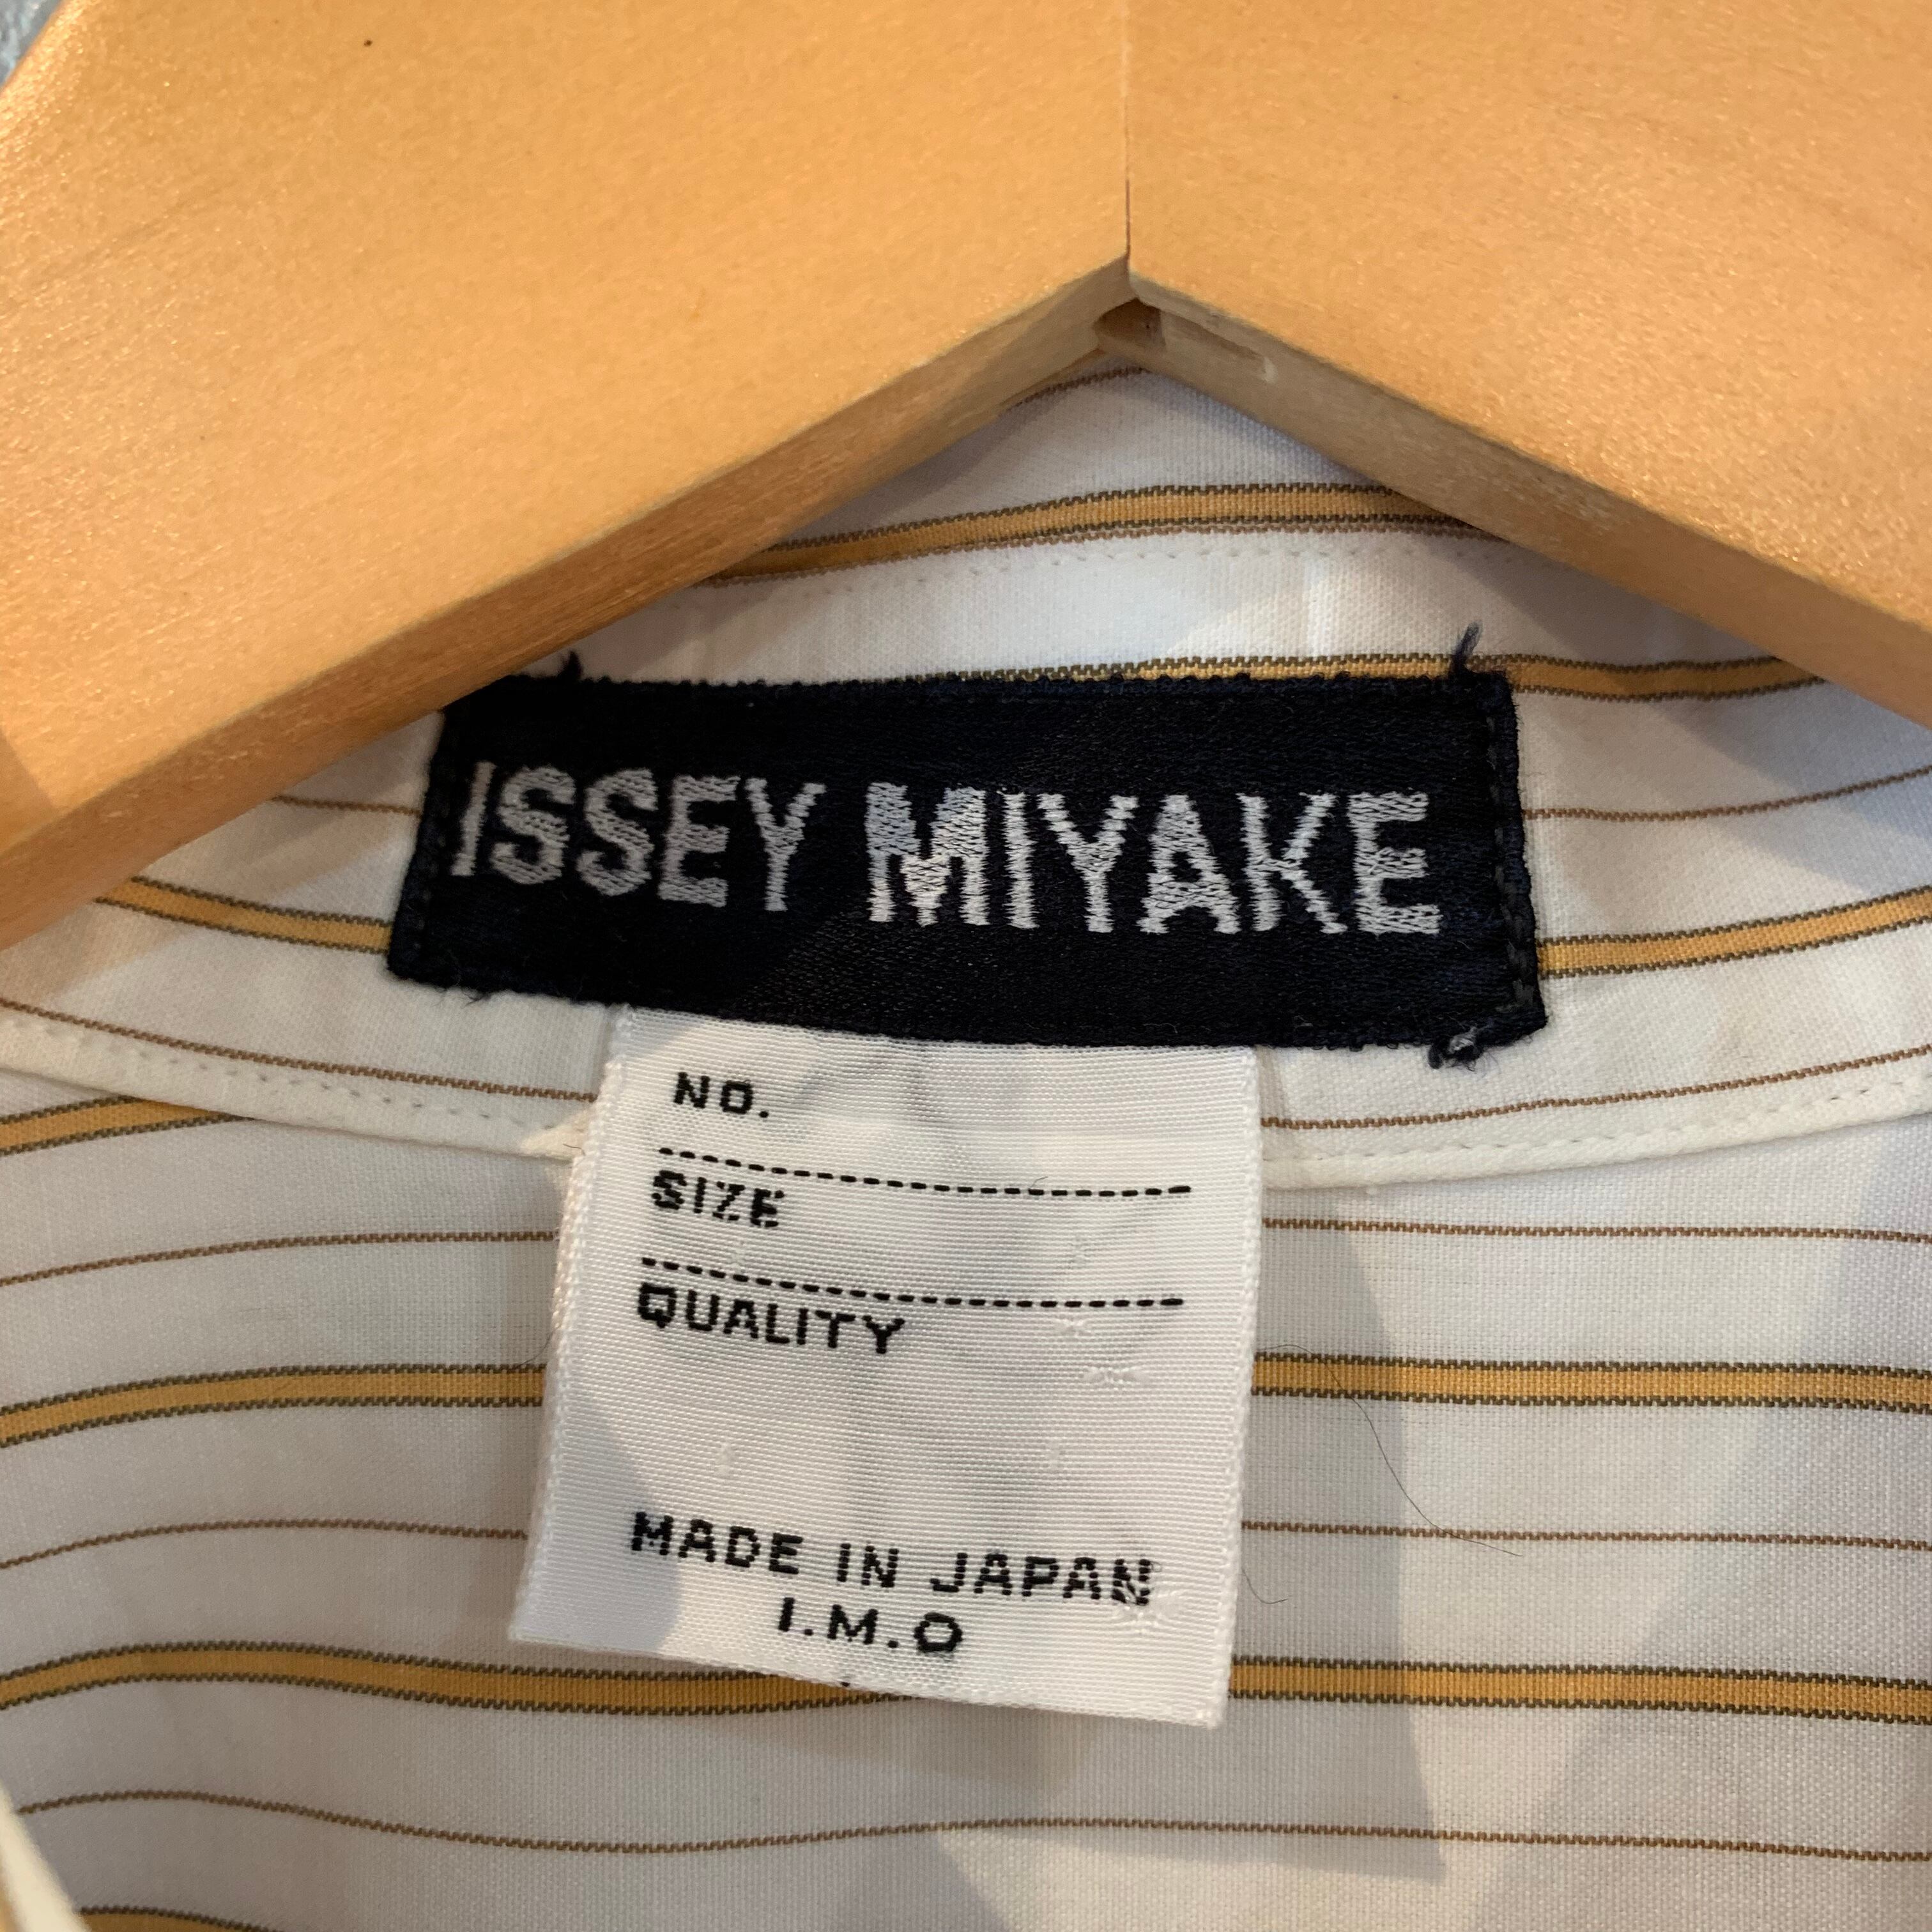 ISSEY MIYAKE
NO.
SIZE
QUALITY
MADE IN JAPAN
I.M.O